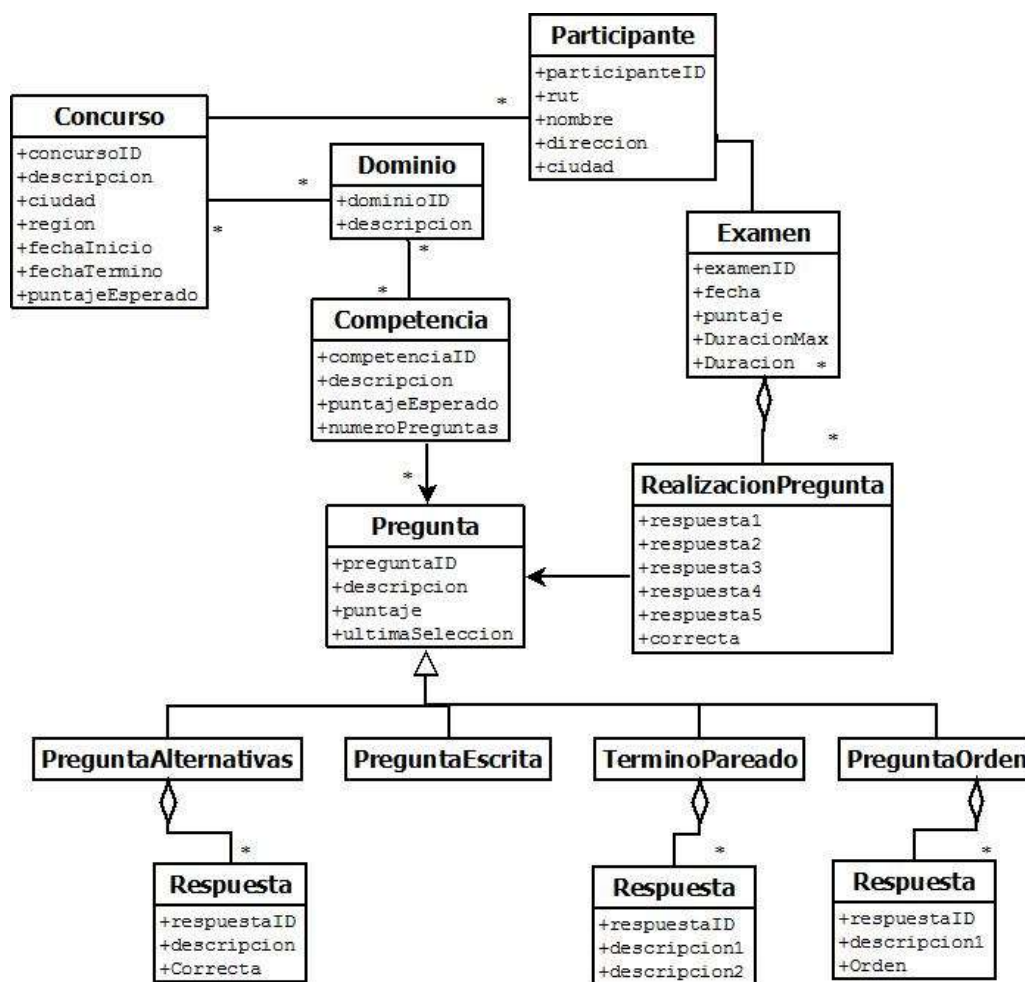 Participante
+participanteID
+rut
+nombre
+direccion
+ciudad
*
Concurso
+concursoID
+descripcion
+ciudad
+region
+fechaInicio
+fechaTermino
+puntajeEsperado
*
*
Dominio
+dominioID
+descripcion
*
*
Examen
+examenID
+fecha
+puntaje
+DuracionMax
+Duracion *
*
Competencia
+competenciaID
+descripcion
+puntajeEsperado
+numeroPreguntas
*
RealizacionPregunta
+respuesta1
+respuesta2
+respuesta3
+respuesta4
+respuesta5
+correcta
Pregunta
+preguntaID
+descripcion
+puntaje
+ultimaSeleccion
PreguntaAlternativas
PreguntaEscrita
TerminoPareado
PreguntaOrden
*
*
*
Respuesta
+respuestaID
+descripcion
+Correcta
Respuesta
+respuestaID
+descripcion1
+descripcion2
Respuesta
+respuestaID
+descripcion1
+Orden